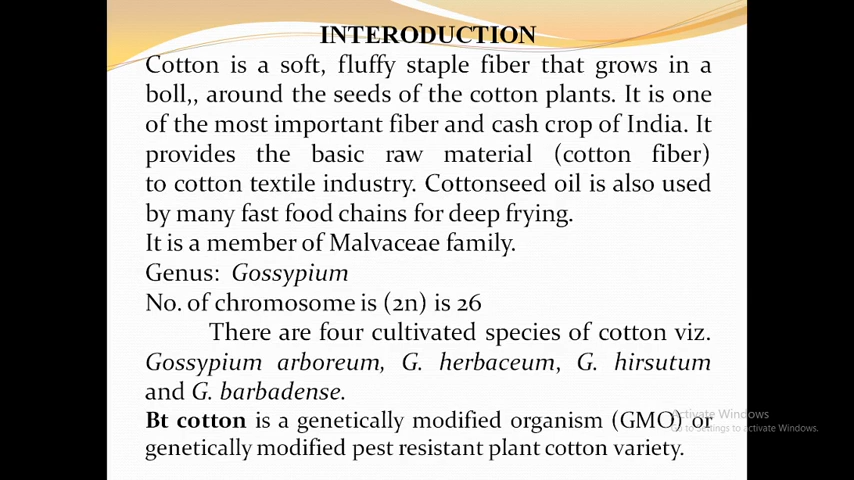 INTERODUCTION
Cotton is a soft, fluffy staple fiber that grows in a
boll,, around the seeds of the cotton plants. It is one
of the most important fiber and cash crop of India. It
provides the basic raw material (cotton fiber)
to cotton textile industry. Cottonseed oil is also used
by many fast food chains for deep frying.
It is a member of Malvaceae family.
Genus: Gossypium
No. of chromosome is (2n) is 26
There are four cultivated species of cotton viz.
Gossypium arboreum, G. herbaceum, G. hirsutum
and G. barbadense.
Bt cotton is a genetically modified organism (GMO) or
genetically modified pest resistant plant cotton variety.
Activate Windows
Go to Settings to activate Windows.